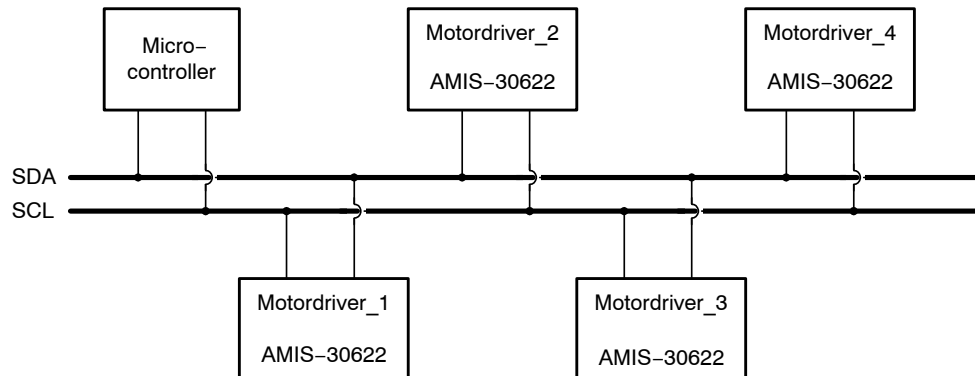 Micro−
controller
Motordriver_2
AMIS−30622
Motordriver_4
AMIS−30622
SDA
SCL
Motordriver_1
AMIS−30622
Motordriver_3
AMIS−30622